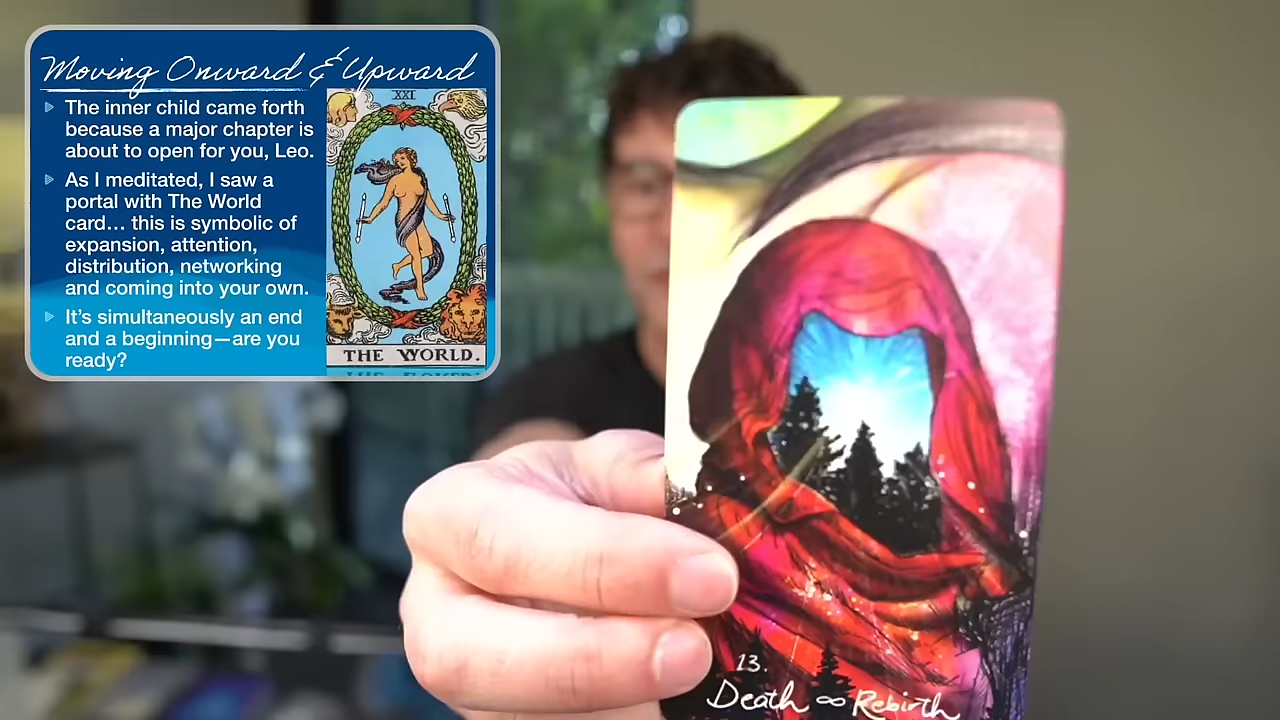 Moving Onward & Upward
The inner child came forth
because a major chapter is
about to open for you, Leo.
As I meditated, I saw a
portal with The World
card... this is symbolic of
expansion, attention,
distribution, networking
and coming into your own.
It's simultaneously an end
and a beginning—are you
ready?
XXI
THE WORLD.
13.
Death ∞ Rebirth